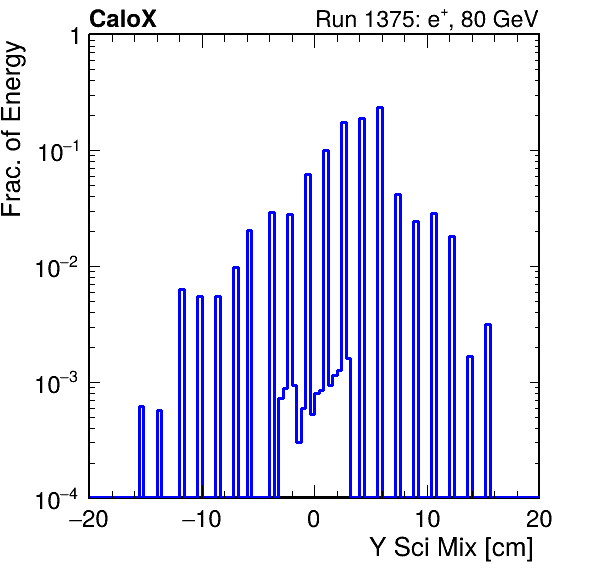 CaloX Run 1375: e⁺, 80 GeV
Frac. of Energy
1
10⁻¹
10⁻²
10⁻³
10⁻⁴
−20 −10 0 10 20
Y Sci Mix [cm]